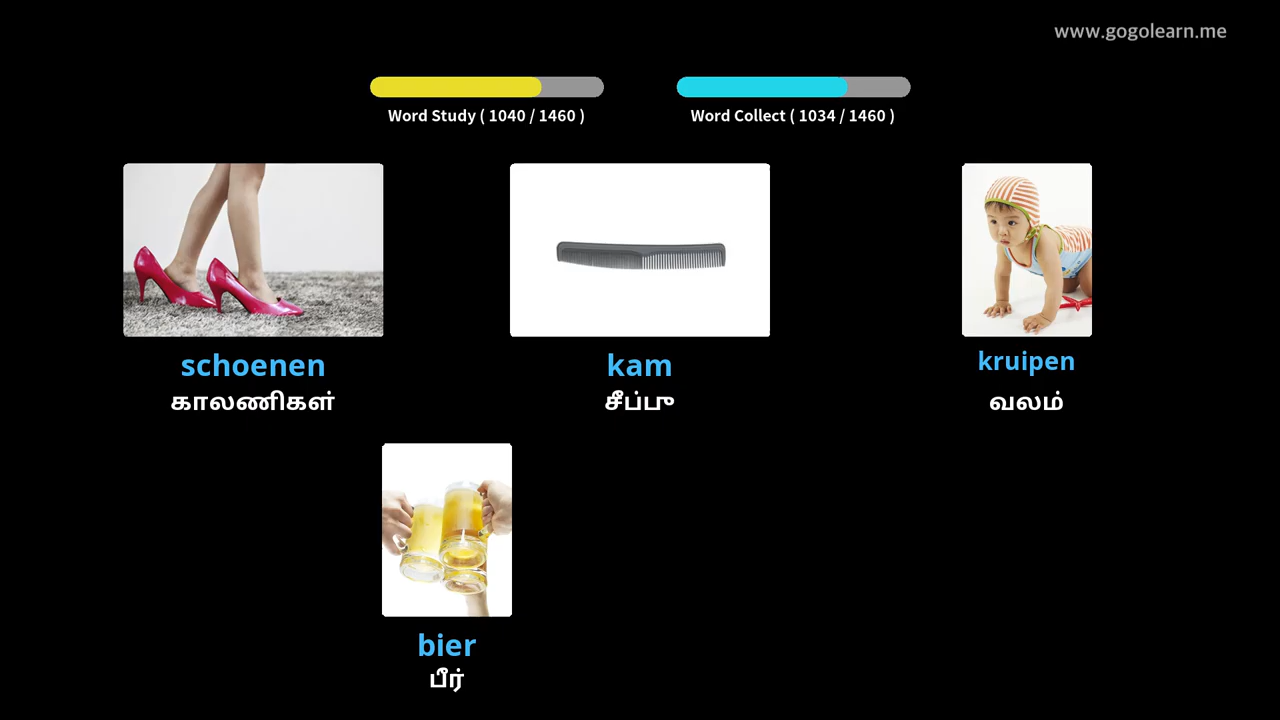 www.gogolearn.me
Word Study ( 1040 / 1460 )
Word Collect ( 1034 / 1460 )
schoenen
காலணிகள்
kam
சீப்பு
kruipen
வலம்
bier
பீர்